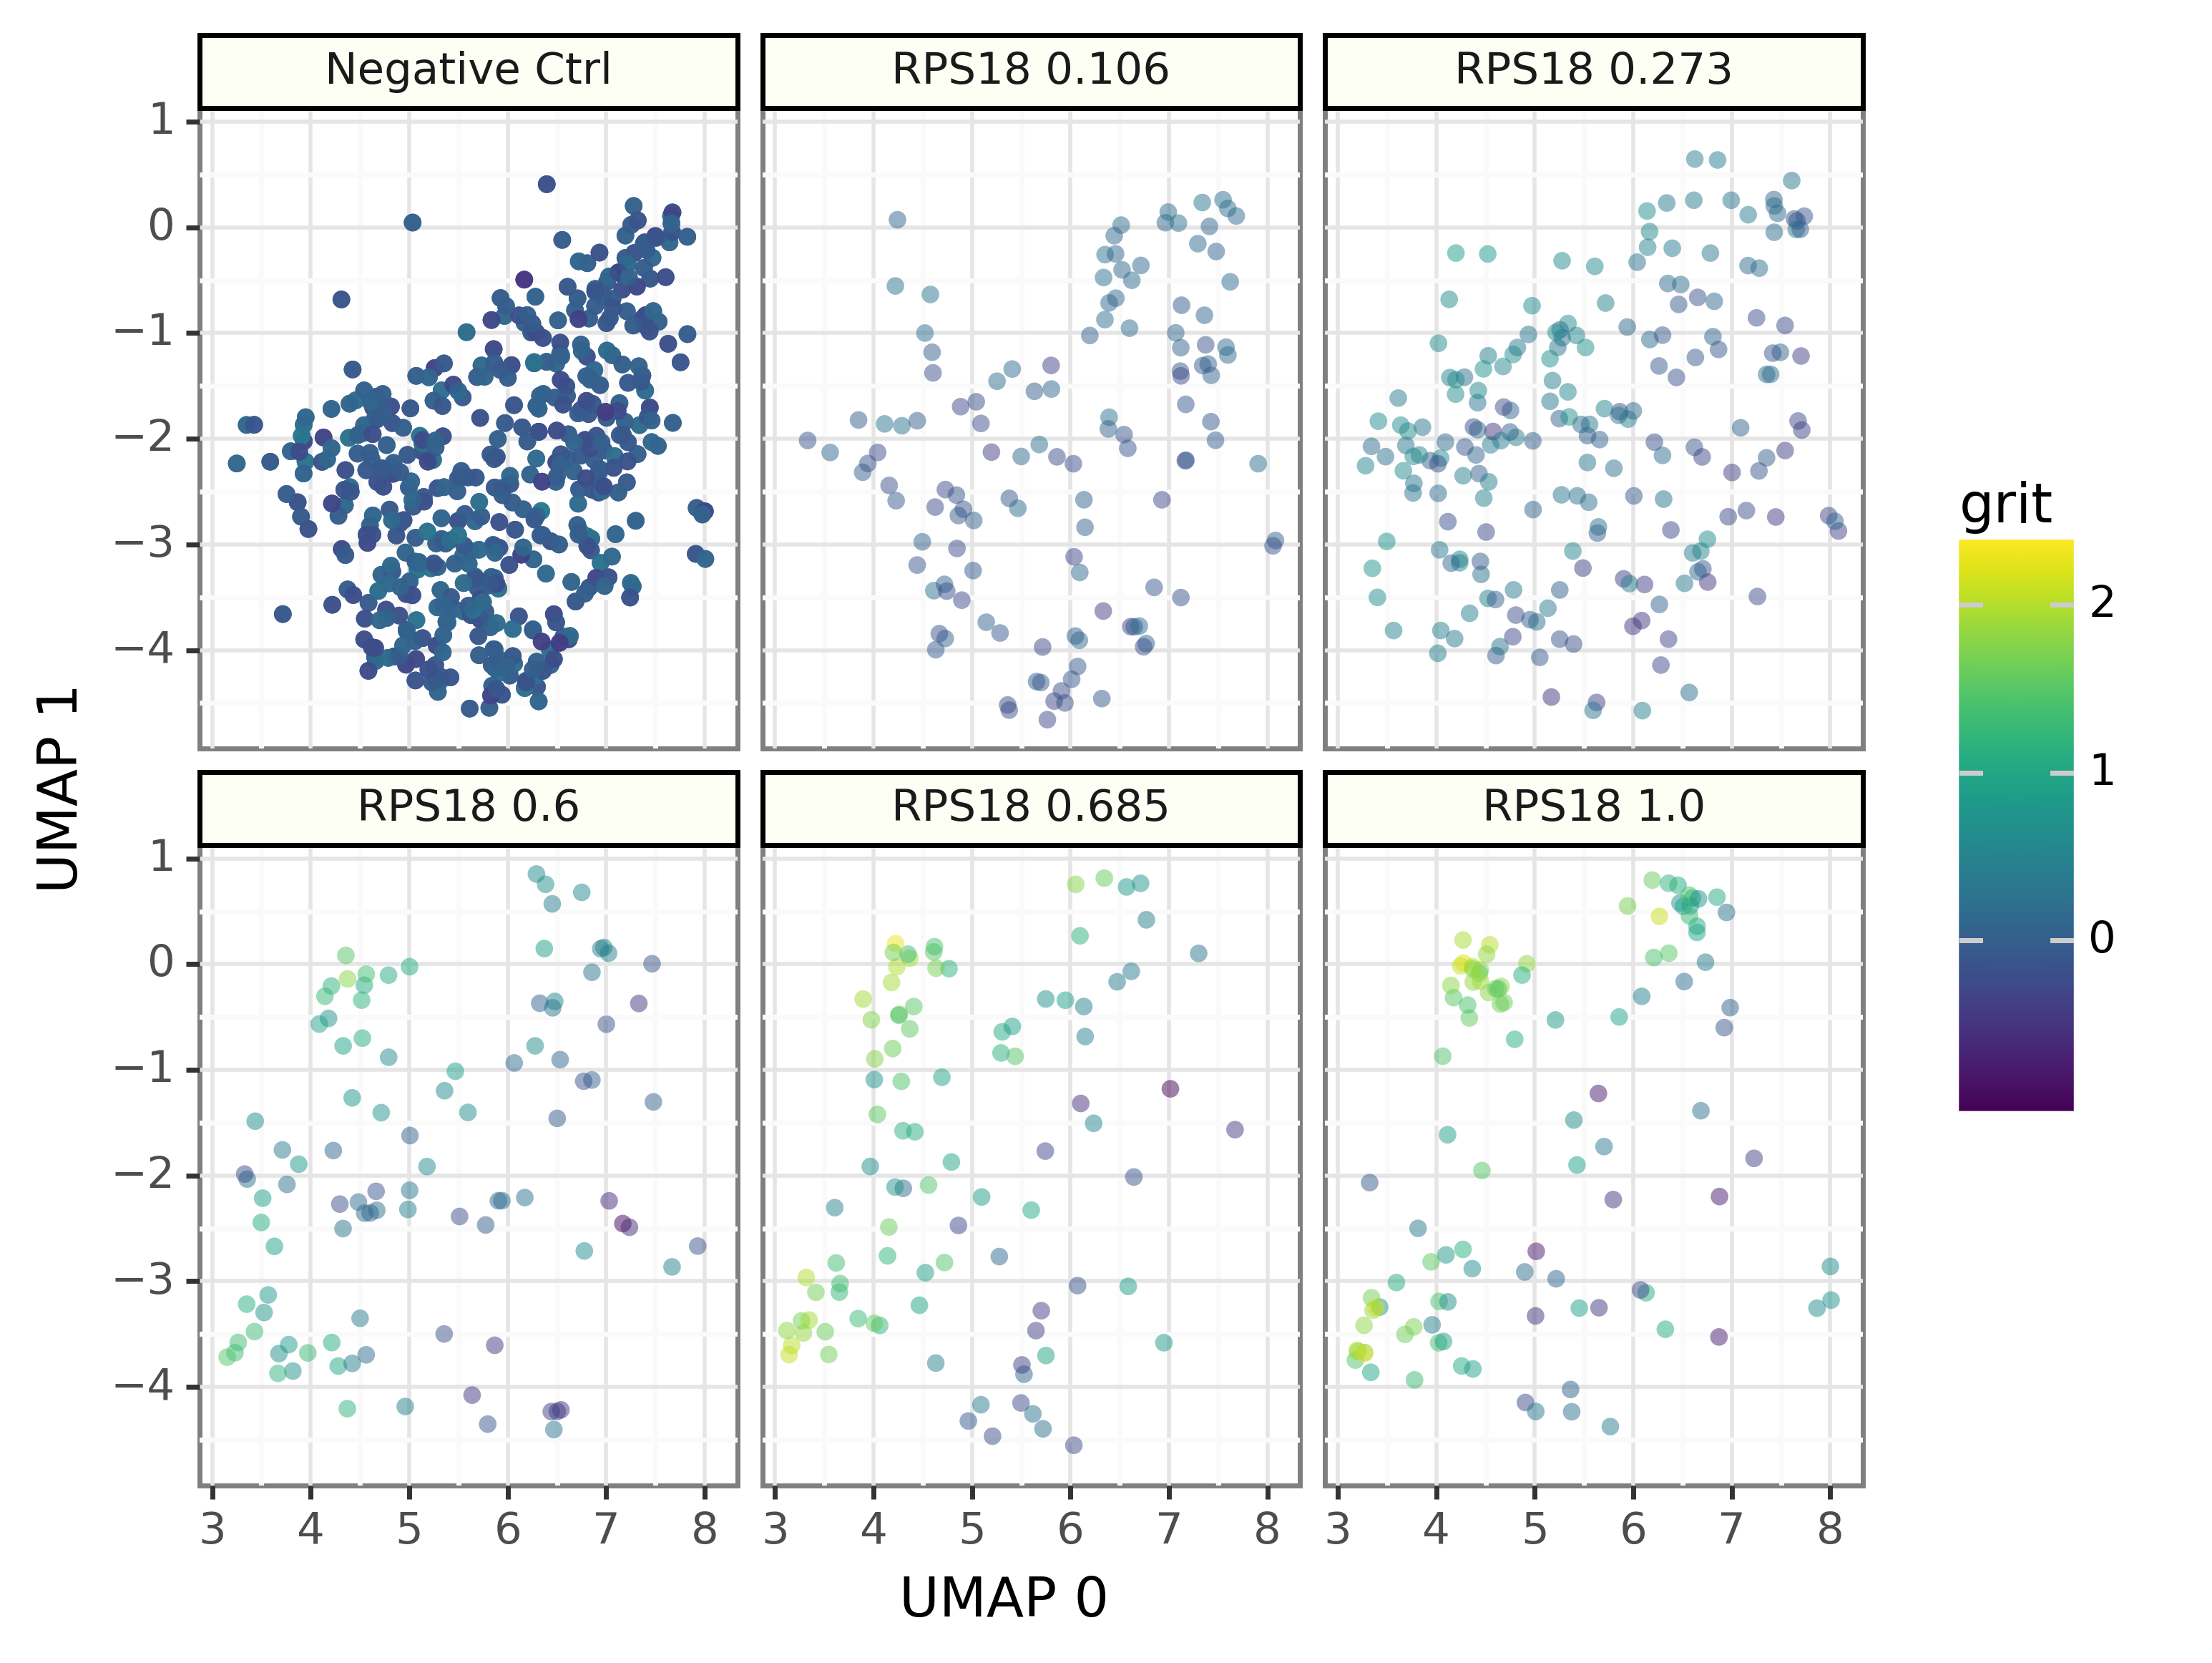 Negative Ctrl
RPS18 0.106
RPS18 0.273
1
0
−1
−2
−3
−4
RPS18 0.6
RPS18 0.685
RPS18 1.0
1
0
−1
−2
−3
−4
3 4 5 6 7 8
3 4 5 6 7 8
3 4 5 6 7 8
UMAP 0
UMAP 1
grit
2
1
0